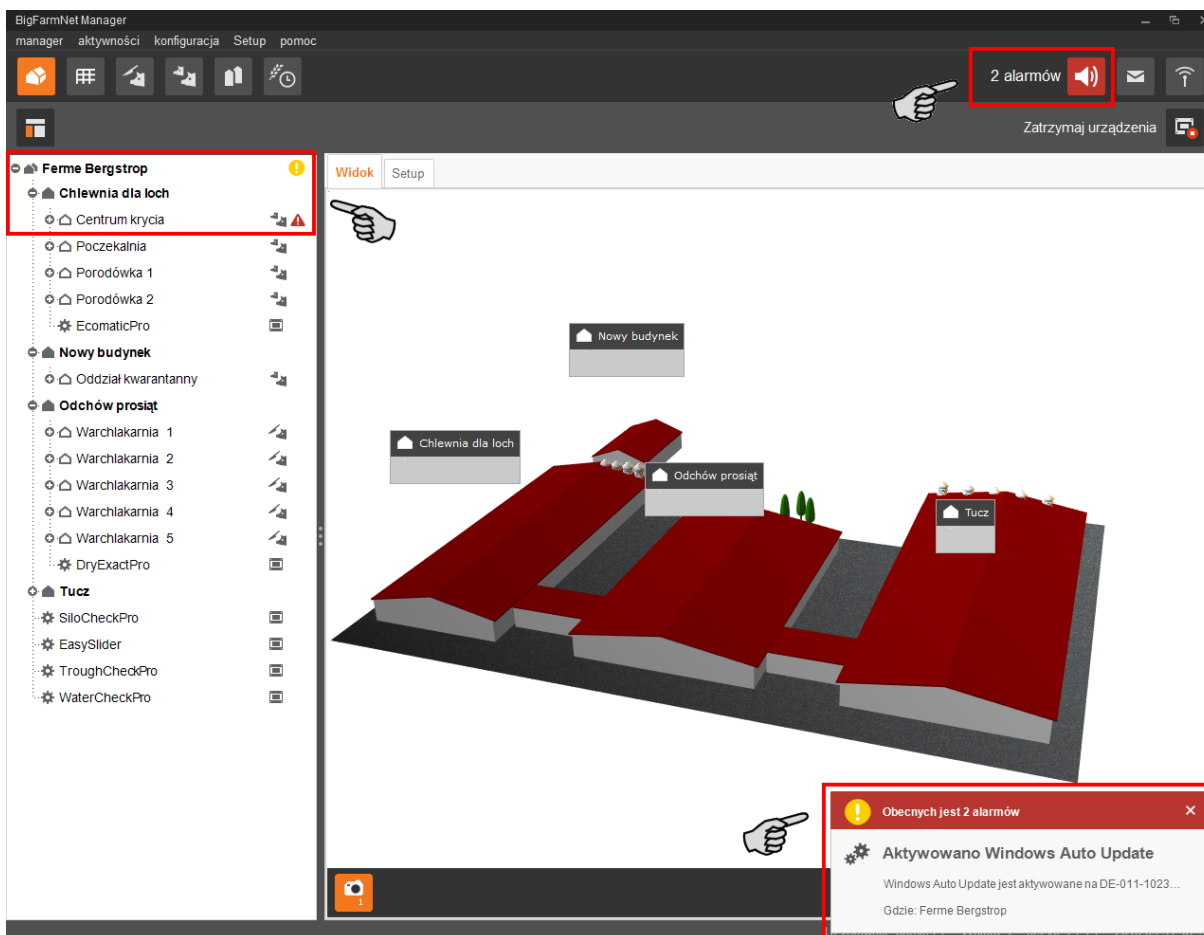 BigFarmNet Manager
manager aktywności konfiguracja Setup pomoc
2 alarmów
Zatrzymaj urządzenia
Ferme Bergstrop
Chlewnia dla loch
Centrum krycia
Poczekalnia
Porodówka 1
Porodówka 2
EcomaticPro
Nowy budynek
Oddział kwarantanny
Odchów prosiąt
Warchlakarnia 1
Warchlakarnia 2
Warchlakarnia 3
Warchlakarnia 4
Warchlakarnia 5
DryExactPro
Tucz
SiloCheckPro
EasySlider
TroughCheckPro
WaterCheckPro
Widok Setup
Nowy budynek
Chlewnia dla loch
Odchów prosiąt
Tucz
1
Obecnych jest 2 alarmów
Aktywowano Windows Auto Update
Windows Auto Update jest aktywowane na DE-011-1023...
Gdzie: Ferme Bergstrop